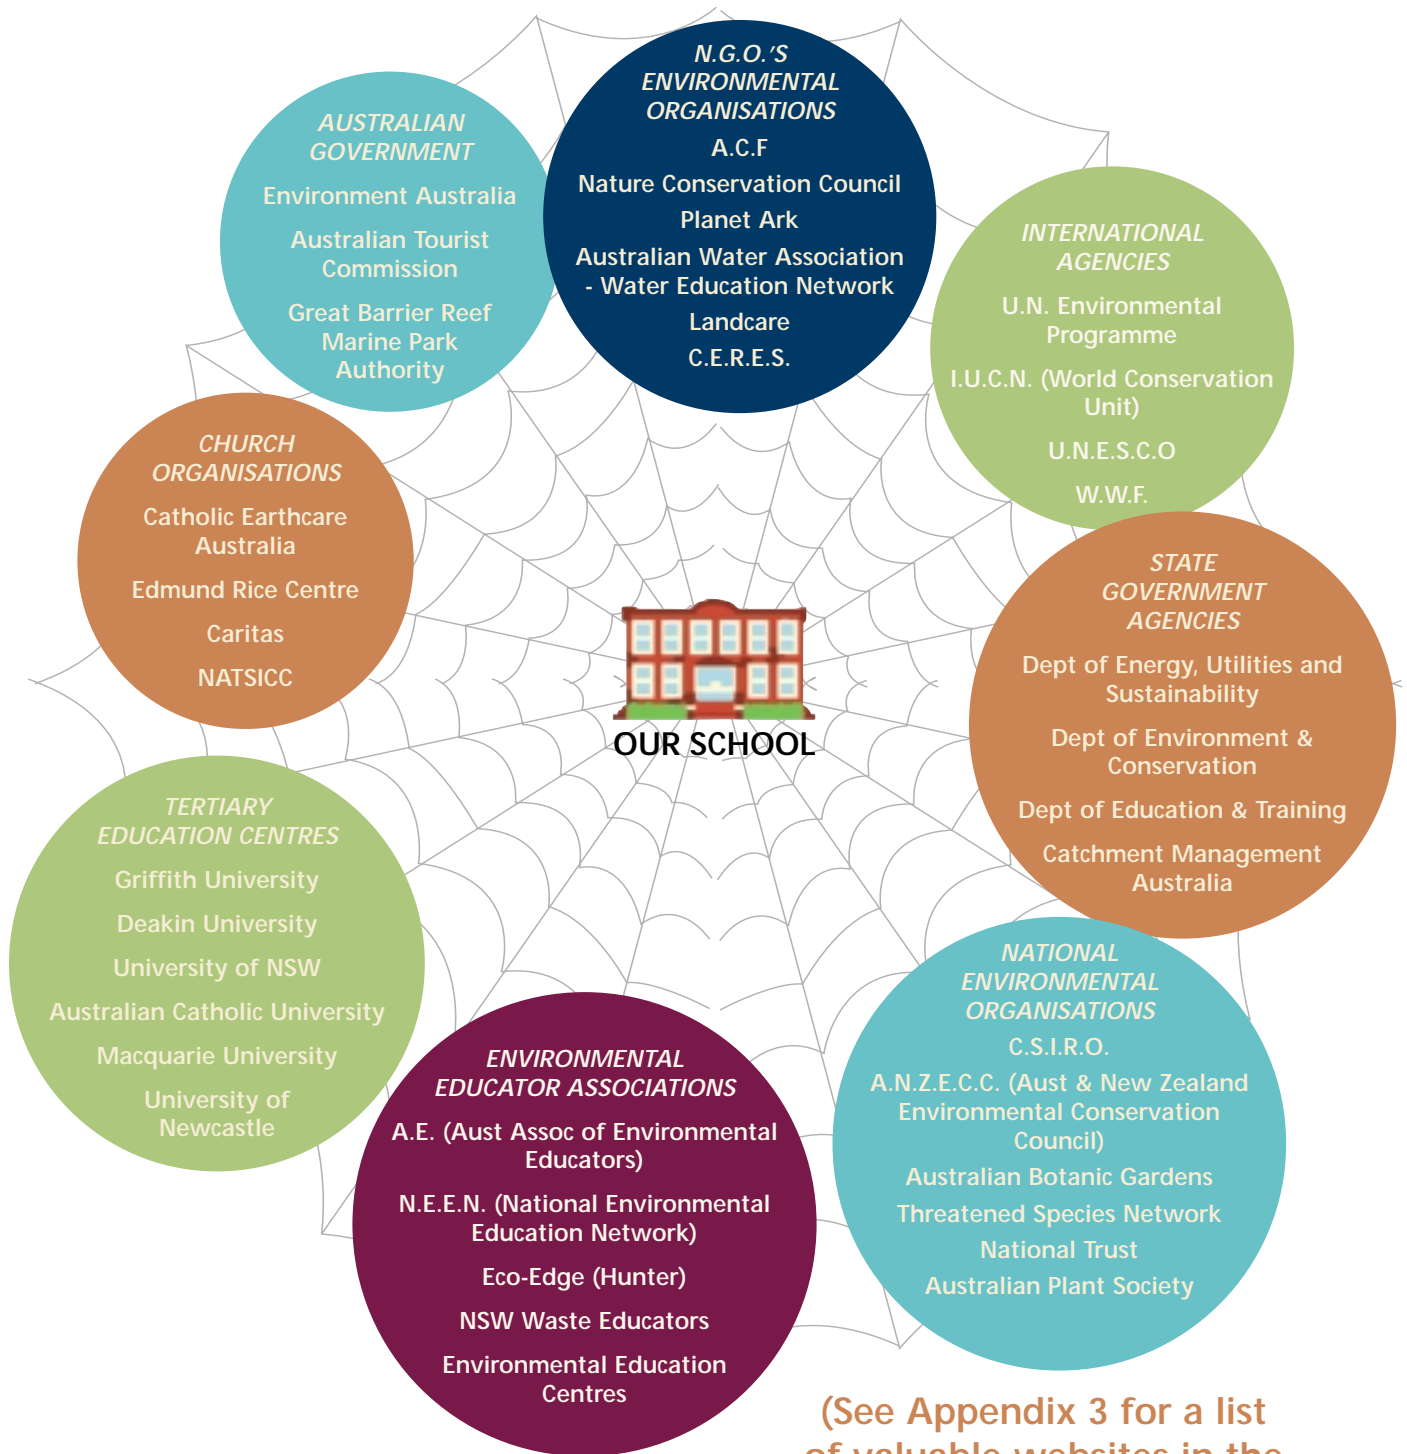 N.G.O.'S
ENVIRONMENTAL
ORGANISATIONS
A.C.F
Nature Conservation Council
Planet Ark
Australian Water Association
- Water Education Network
Landcare
C.E.R.E.S.
AUSTRALIAN
GOVERNMENT
Environment Australia
Australian Tourist
Commission
Great Barrier Reef
Marine Park
Authority
INTERNATIONAL
AGENCIES
U.N. Environmental
Programme
I.U.C.N. (World Conservation
Unit)
U.N.E.S.C.O
W.W.F.
CHURCH
ORGANISATIONS
Catholic Earthcare
Australia
Edmund Rice Centre
Caritas
NATSICC
STATE
GOVERNMENT
AGENCIES
Dept of Energy, Utilities and
Sustainability
Dept of Environment &
Conservation
Dept of Education & Training
Catchment Management
Australia
OUR SCHOOL
TERTIARY
EDUCATION CENTRES
Griffith University
Deakin University
University of NSW
Australian Catholic University
Macquarie University
University of
Newcastle
NATIONAL
ENVIRONMENTAL
ORGANISATIONS
C.S.I.R.O.
A.N.Z.E.C.C. (Aust & New Zealand
Environmental Conservation
Council)
Australian Botanic Gardens
Threatened Species Network
National Trust
Australian Plant Society
ENVIRONMENTAL
EDUCATOR ASSOCIATIONS
A.E. (Aust Assoc of Environmental
Educators)
N.E.E.N. (National Environmental
Education Network)
Eco-Edge (Hunter)
NSW Waste Educators
Environmental Education
Centres
(See Appendix 3 for a list
of valuable websites in the